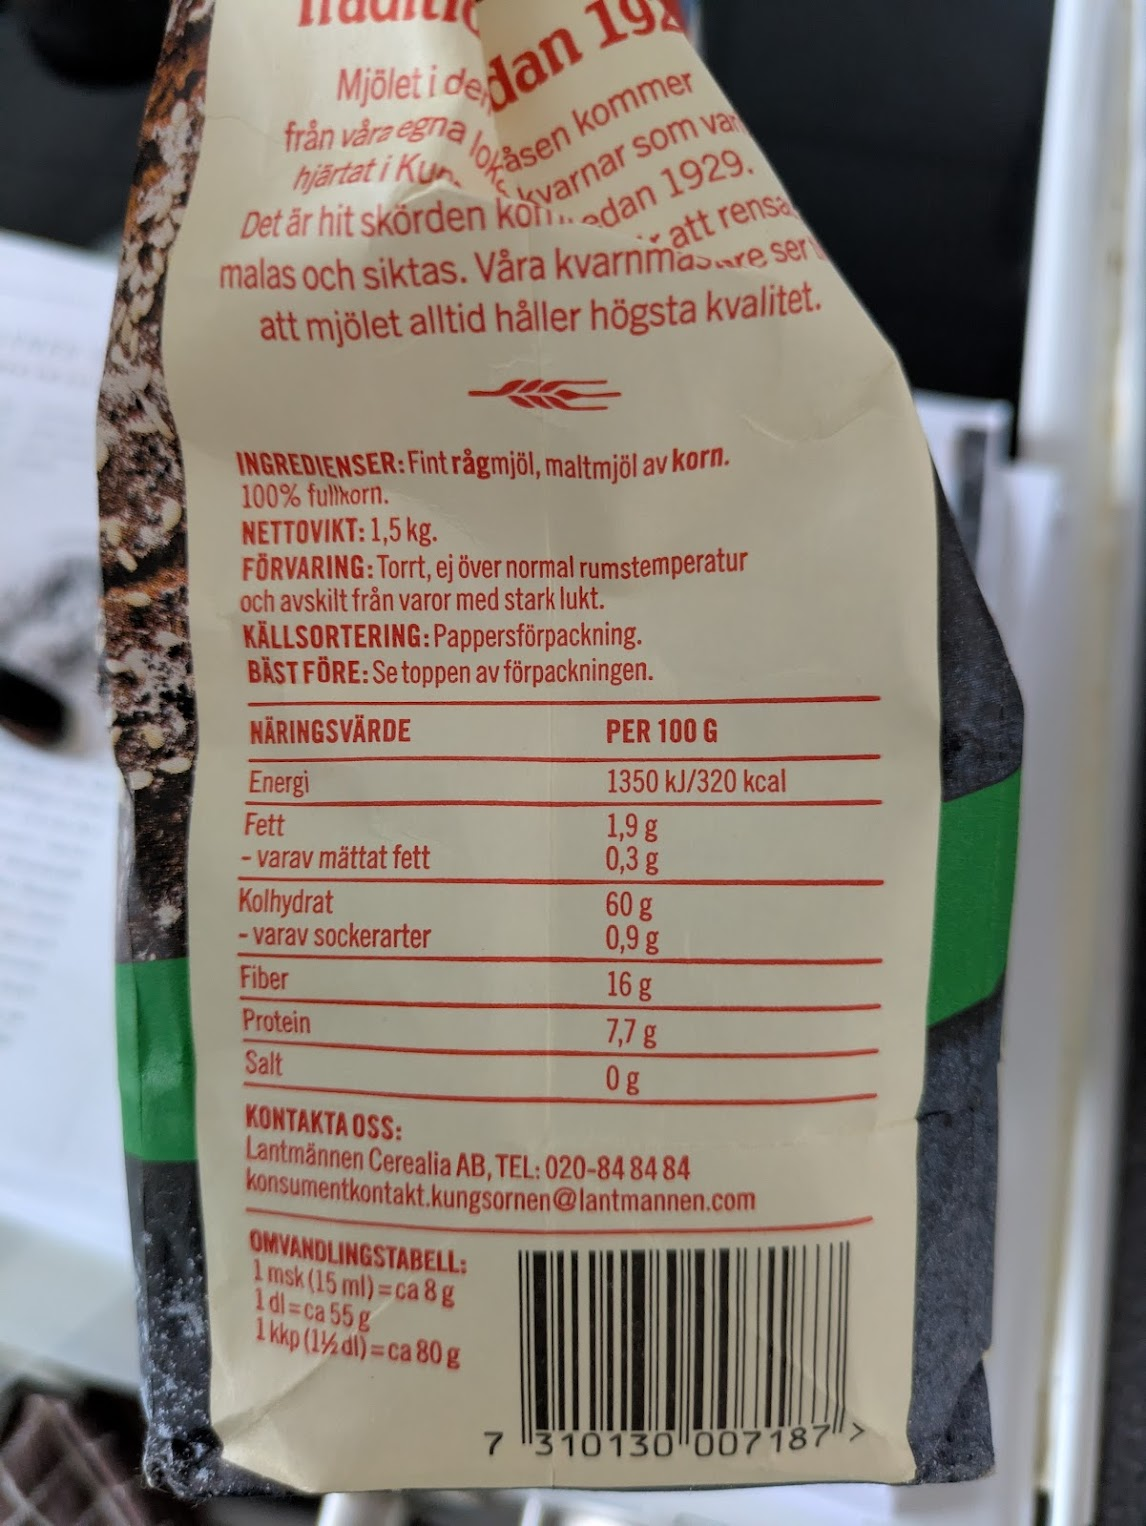 dan 192
Mjölet i de
från våra egna
åsen kommer
hjärtat i
kvarnar som var
Det är hit skörden
edan 1929.
att rensa
malas och siktas. Våra kvarnmästare ser
att mjölet alltid håller högsta kvalitet.
INGREDIENSER: Fint rågmjöl, maltmjöl av korn.
100% fullkorn.
NETTOVIKT: 1,5 kg.
FÖRVARING: Torrt, ej över normal rumstemperatur
och avskilt från varor med stark lukt.
KÄLLSORTERING: Pappersförpackning.
BÄST FÖRE: Se toppen av förpackningen.
NÄRINGSVÄRDE PER 100 G
Energi 1350 kJ/320 kcal
Fett 1,9 g
- varav mättat fett 0,3 g
Kolhydrat 60 g
- varav sockerarter 0,9 g
Fiber 16 g
Protein 7,7 g
Salt 0 g
KONTAKTA OSS:
Lantmännen Cerealia AB, TEL: 020-84 84 84
konsumentkontakt.kungsornen@lantmannen.com
OMVANDLINGSTABELL:
1 msk (15 ml) = ca 8 g
1 dl = ca 55 g
1 kkp (1½ dl) = ca 80 g
7 310130 007187 >